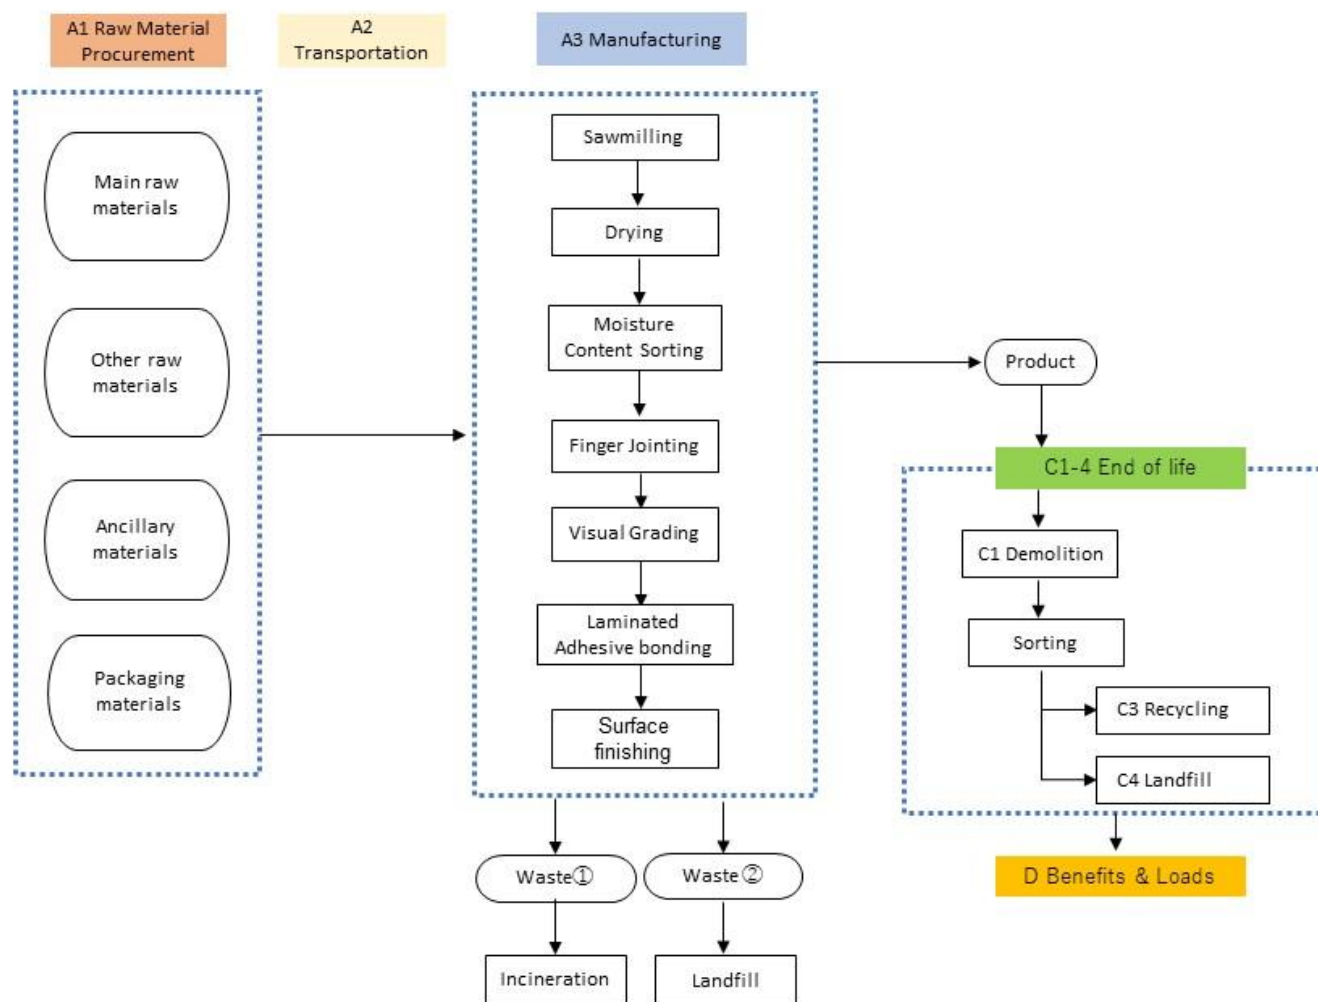 A1 Raw Material
Procurement
A2
Transportation
A3 Manufacturing
Main raw
materials
Other raw
materials
Ancillary
materials
Packaging
materials
Sawmilling
Drying
Moisture
Content Sorting
Finger Jointing
Visual Grading
Laminated
Adhesive bonding
Surface
finishing
Waste①
Waste②
Incineration
Landfill
Product
C1-4 End of life
C1 Demolition
Sorting
C3 Recycling
C4 Landfill
D Benefits & Loads